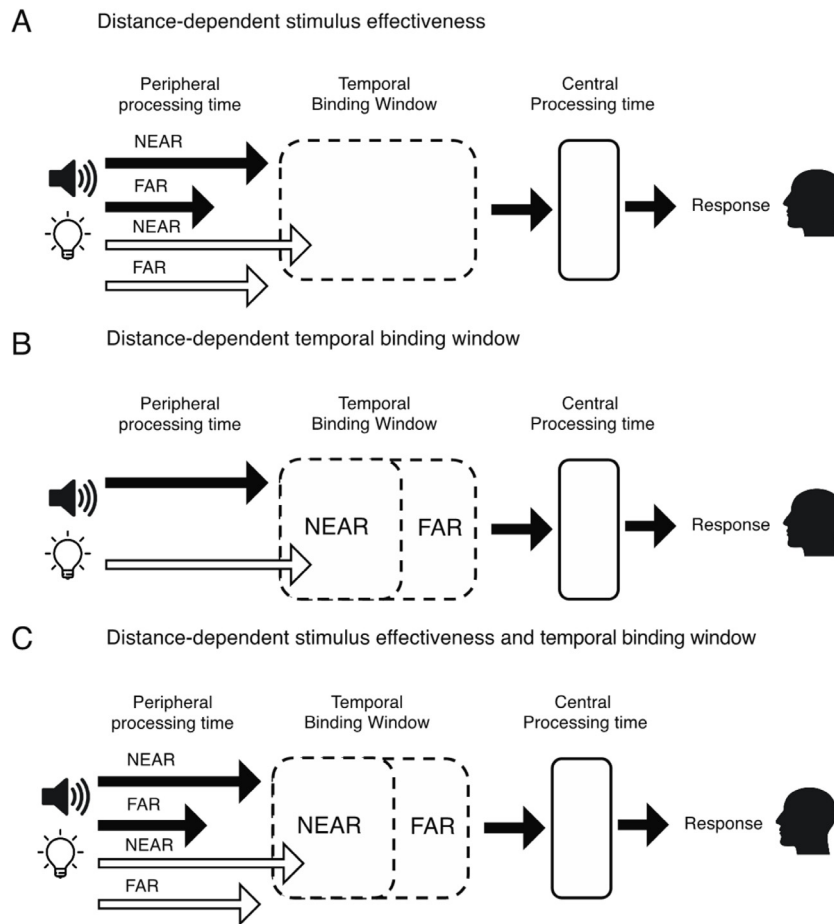 A
Distance-dependent stimulus effectiveness
Peripheral
processing time
Temporal
Binding Window
Central
Processing time
NEAR
FAR
NEAR
FAR
Response
B
Distance-dependent temporal binding window
Peripheral
processing time
Temporal
Binding Window
Central
Processing time
NEAR
FAR
Response
C
Distance-dependent stimulus effectiveness and temporal binding window
Peripheral
processing time
Temporal
Binding Window
Central
Processing time
NEAR
FAR
NEAR
FAR
NEAR
FAR
Response